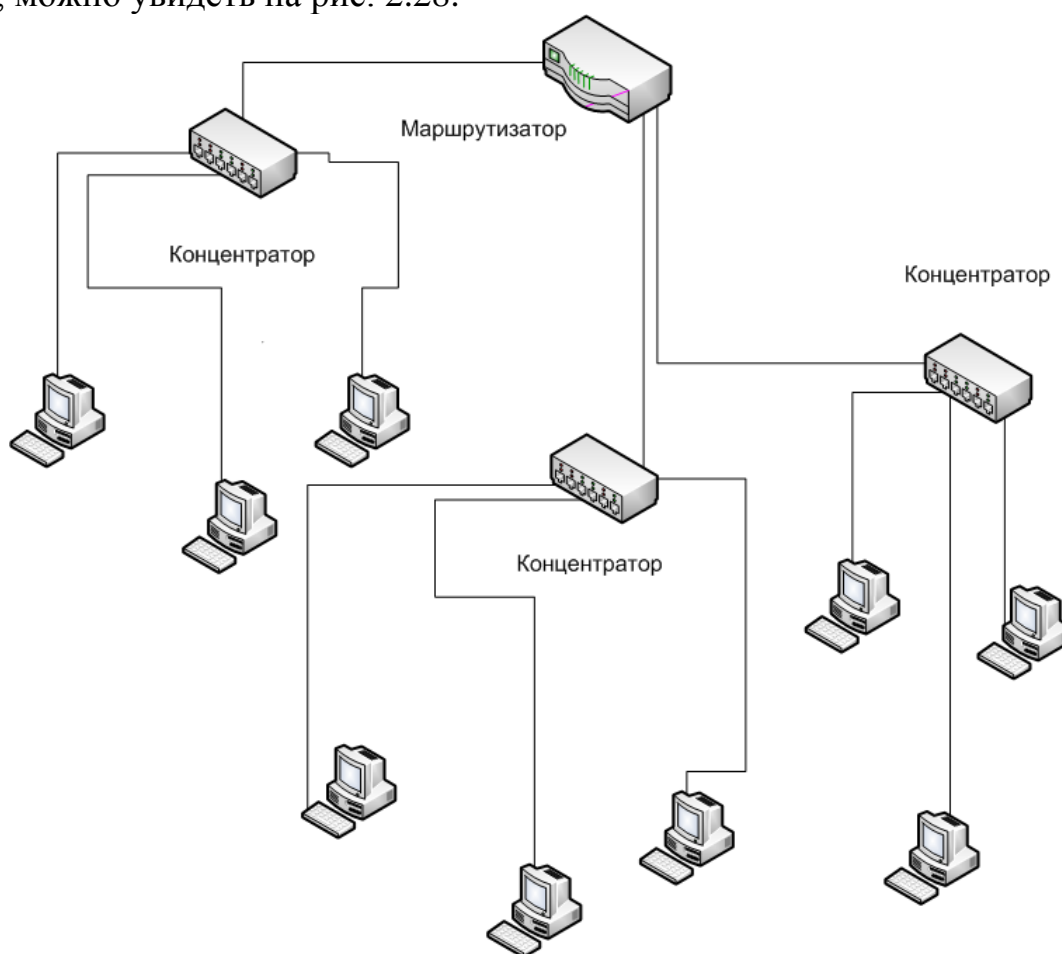 , можно увидеть на рис. 2.28.
Маршрутизатор
Концентратор
Концентратор
Концентратор